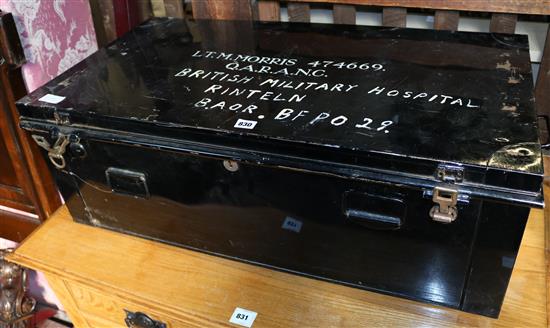 LT. M. MORRIS 474669.
Q.A.R.A.N.C.
BRITISH MILITARY HOSPITAL
RINTELN
B.A.O.R. BFPO 29.
830
831